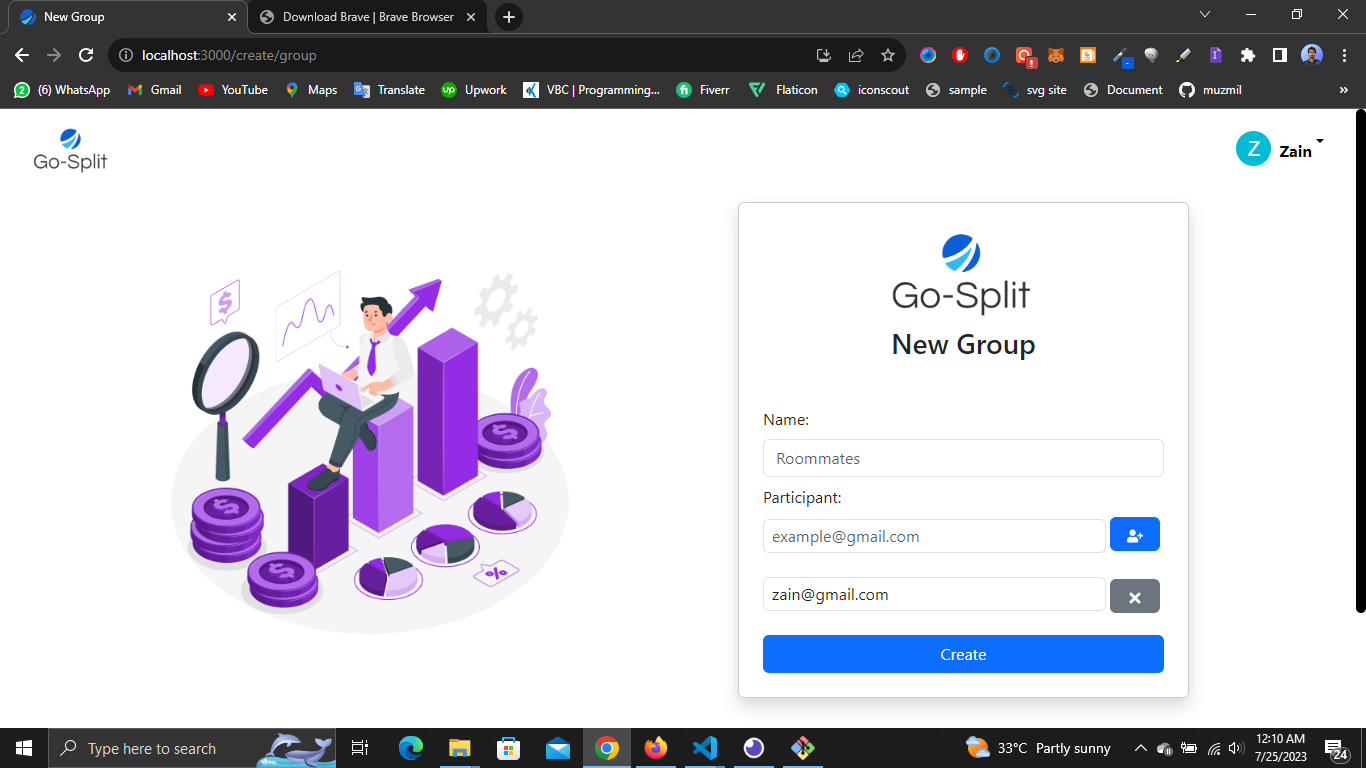 New Group
Download Brave | Brave Browser
localhost:3000/create/group
(6) WhatsApp
Gmail
YouTube
Maps
Translate
Upwork
VBC | Programming...
Fiverr
Flaticon
iconscout
sample
svg site
Document
muzmil
»
Go-Split
Z
Zain
Go-Split
New Group
Name:
Roommates
Participant:
example@gmail.com
zain@gmail.com
Create
$
$
$
$
%
Type here to search
33°C Partly sunny
12:10 AM
7/25/2023
24